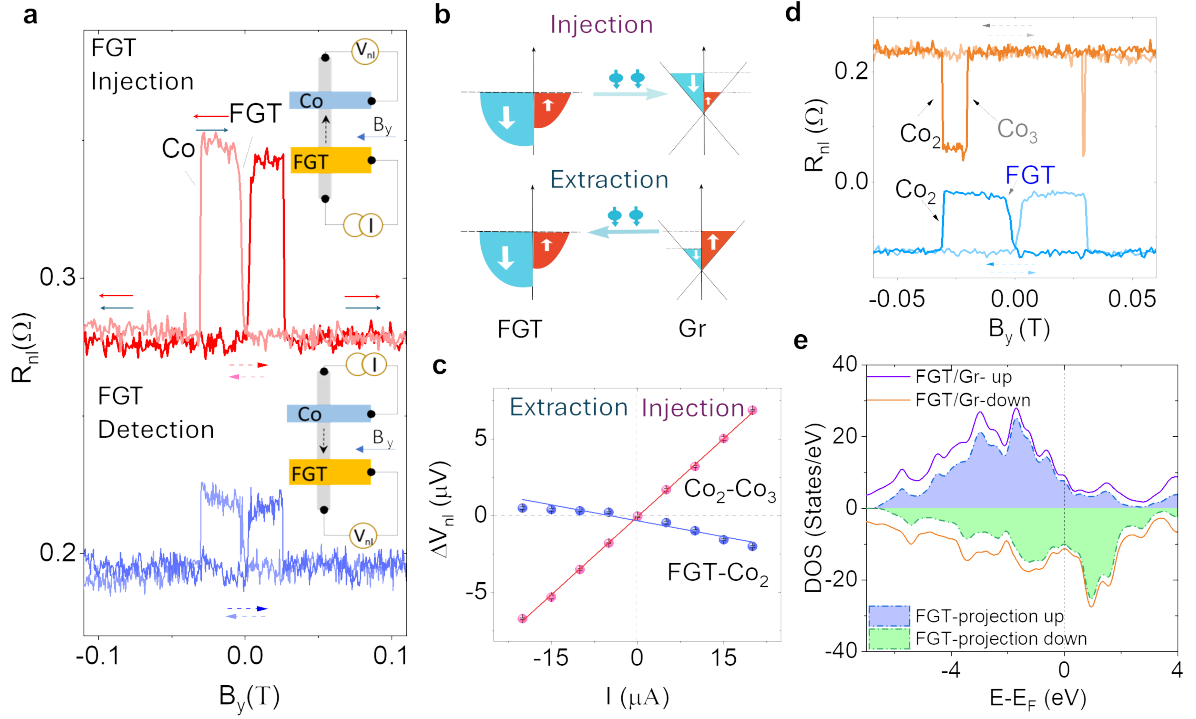 a
FGT
Injection
V_nl
Co
B_y
FGT
I
FGT
Co
0.3
0.2
R_nl(Ω)
FGT
Detection
I
Co
B_y
FGT
V_nl
-0.1
0.0
0.1
B_y(T)
b
Injection
Extraction
FGT
Gr
c
Extraction
Injection
5
0
-5
ΔV_nl (μV)
Co₂-Co₃
FGT-Co₂
-15
0
15
I (μA)
d
0.2
0.0
R_nl (Ω)
Co₂
Co₃
Co₂
FGT
-0.05
0.00
0.05
B_y (T)
e
40
20
0
-20
-40
DOS (States/eV)
FGT/Gr- up
FGT/Gr-down
FGT-projection up
FGT-projection down
-4
0
4
E-E_F (eV)